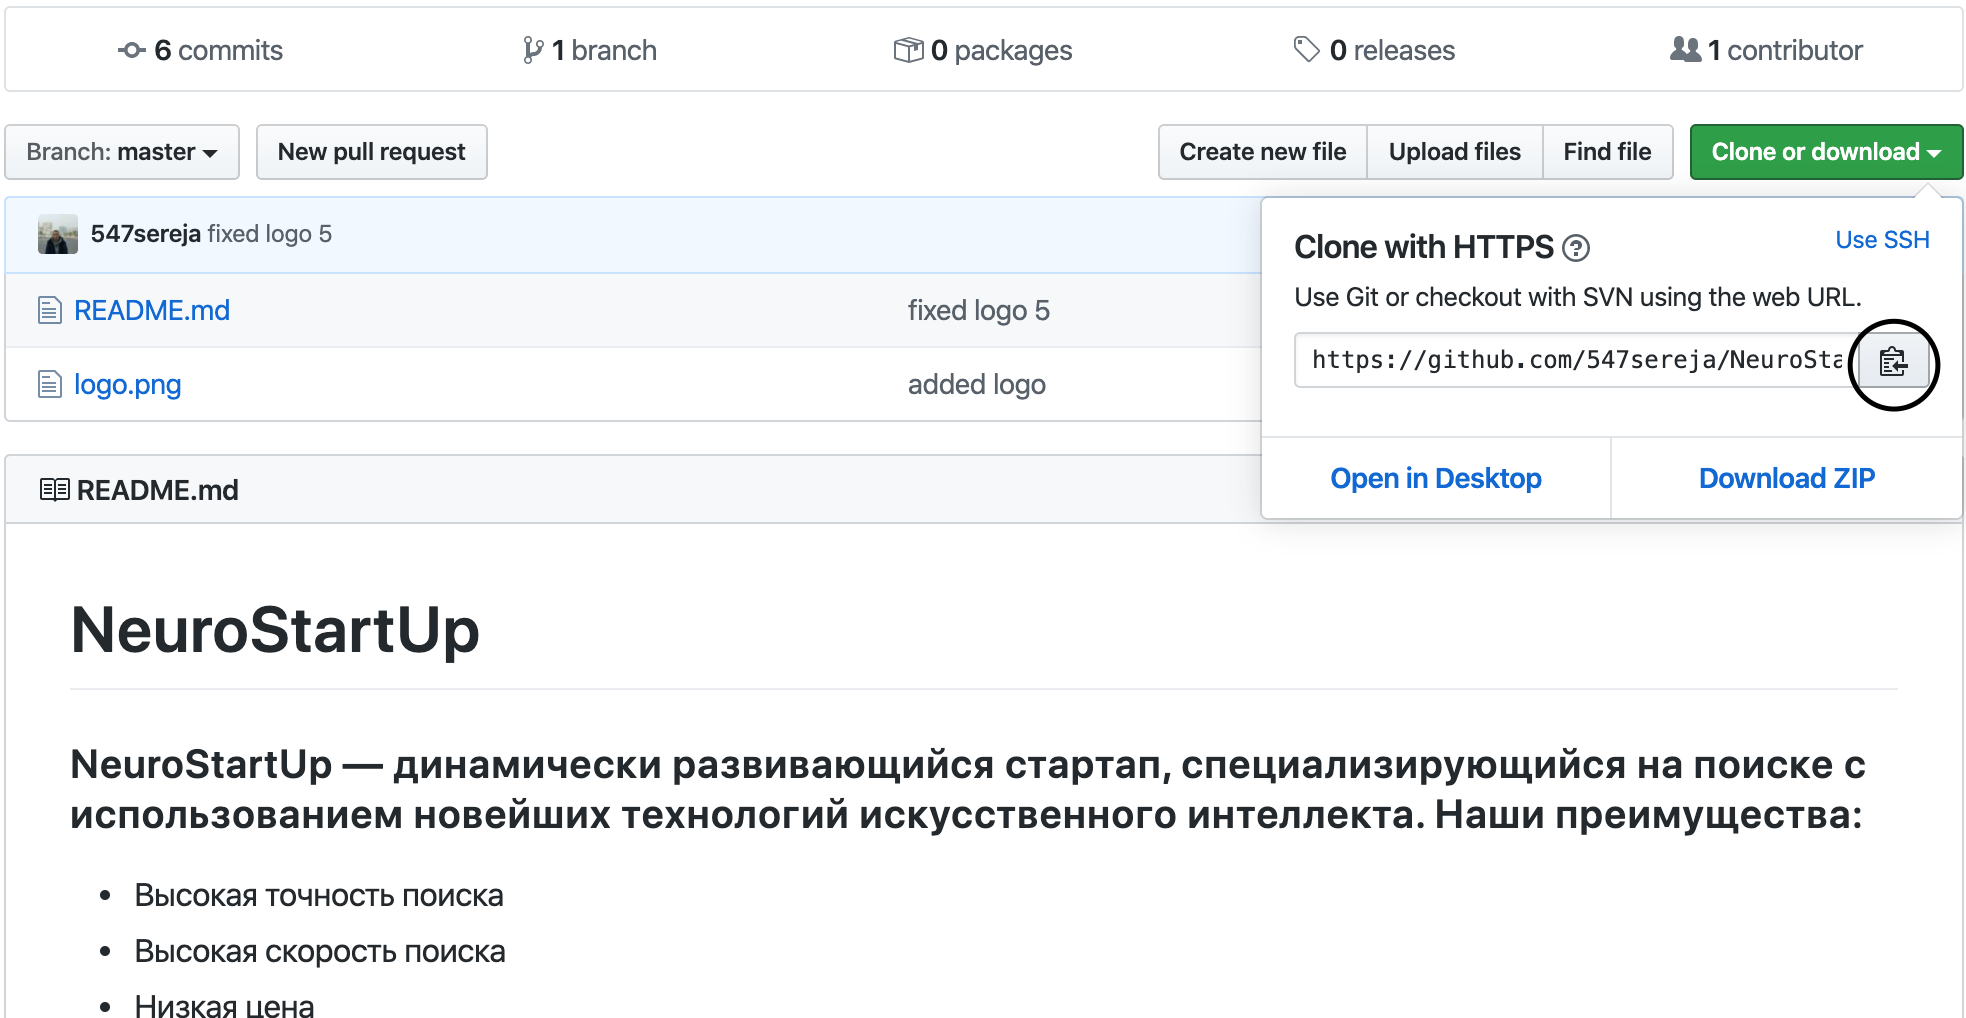 6 commits
1 branch
0 packages
0 releases
1 contributor
Branch: master
New pull request
Create new file
Upload files
Find file
Clone or download
547sereja fixed logo 5
README.md
fixed logo 5
logo.png
added logo
Clone with HTTPS
Use SSH
Use Git or checkout with SVN using the web URL.
https://github.com/547sereja/NeuroSta
Open in Desktop
Download ZIP
README.md
NeuroStartUp
NeuroStartUp — динамически развивающийся стартап, специализирующийся на поиске с
использованием новейших технологий искусственного интеллекта. Наши преимущества:
• Высокая точность поиска
• Высокая скорость поиска
• Низкая цена